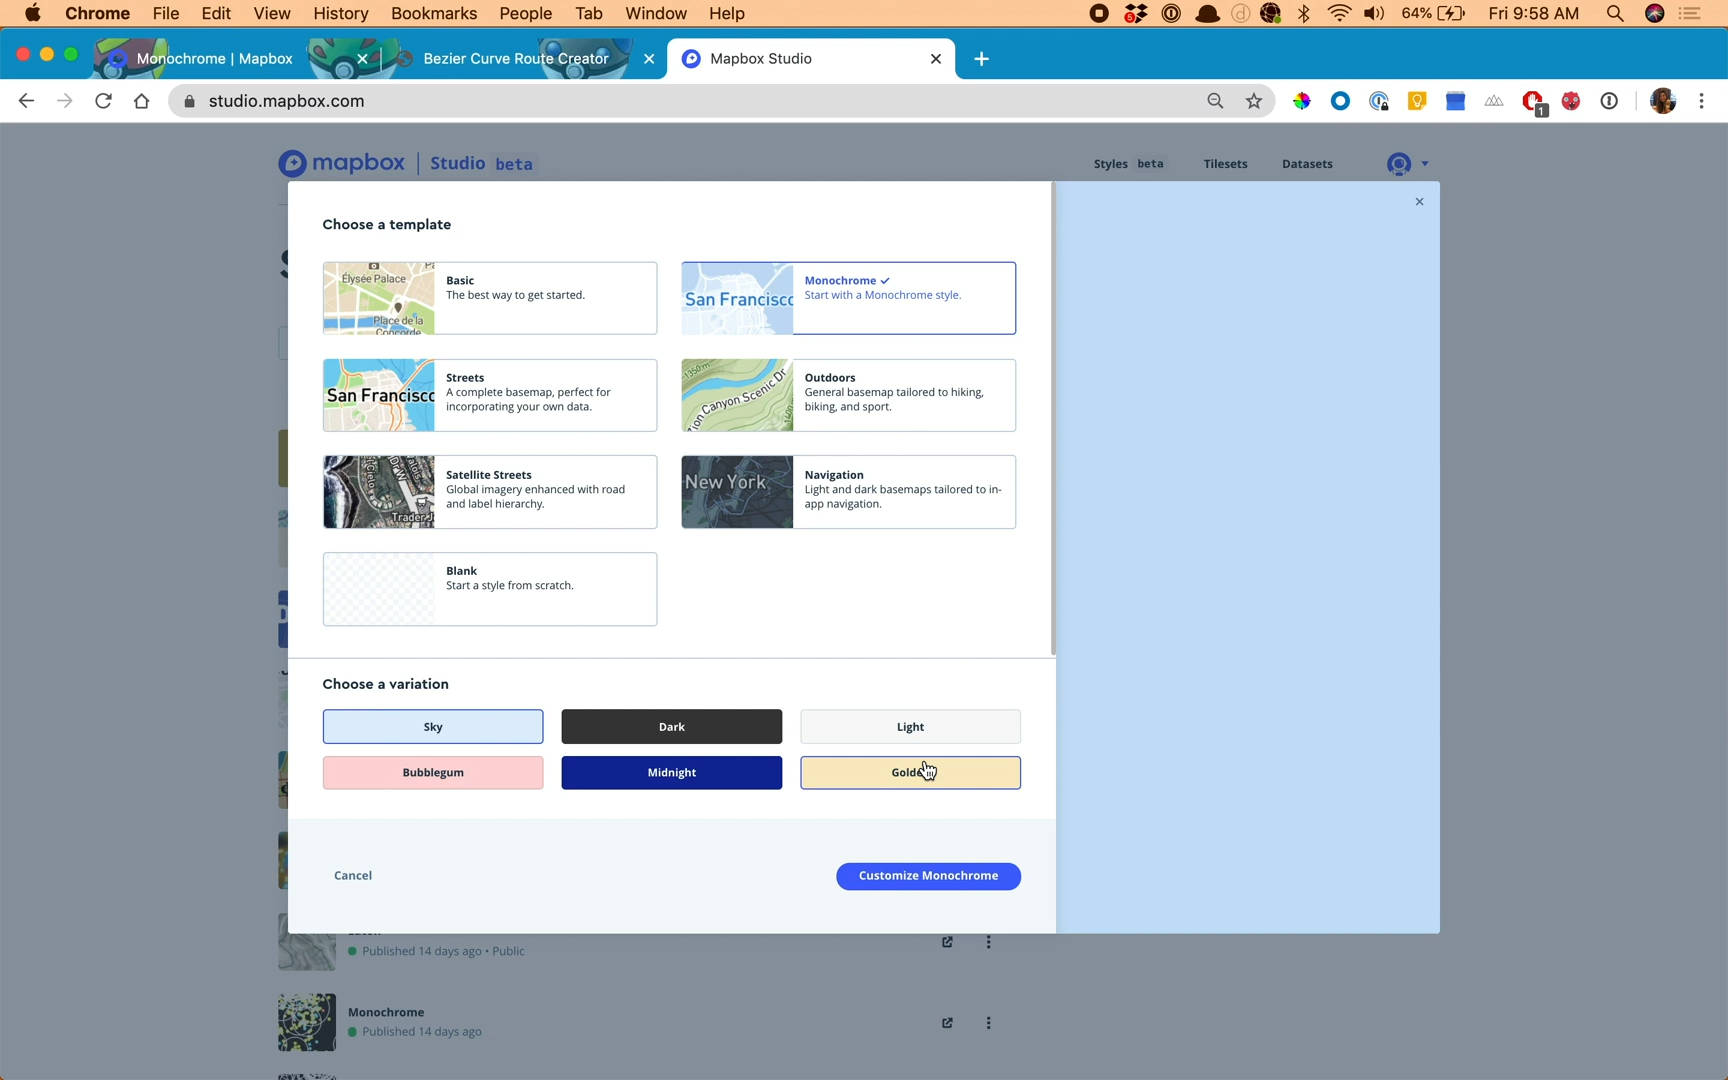 Chrome File Edit View History Bookmarks People Tab Window Help
5
64%
Fri 9:58 AM
Monochrome | Mapbox
Bezier Curve Route Creator
Mapbox Studio
studio.mapbox.com
1
mapbox Studio beta
Styles beta
Tilesets
Datasets
Choose a template
Élysée Palace
Place de la
Concorde
Basic
The best way to get started.
San Francisco
Monochrome
Start with a Monochrome style.
San Francisco
Streets
A complete basemap, perfect for
incorporating your own data.
Canyon Scenic Dr
Outdoors
General basemap tailored to hiking,
biking, and sport.
Trader J
Satellite Streets
Global imagery enhanced with road
and label hierarchy.
New York
Navigation
Light and dark basemaps tailored to in-
app navigation.
Blank
Start a style from scratch.
Choose a variation
Sky
Dark
Light
Bubblegum
Midnight
Cancel
Customize Monochrome
Published 14 days ago • Public
Monochrome
Published 14 days ago